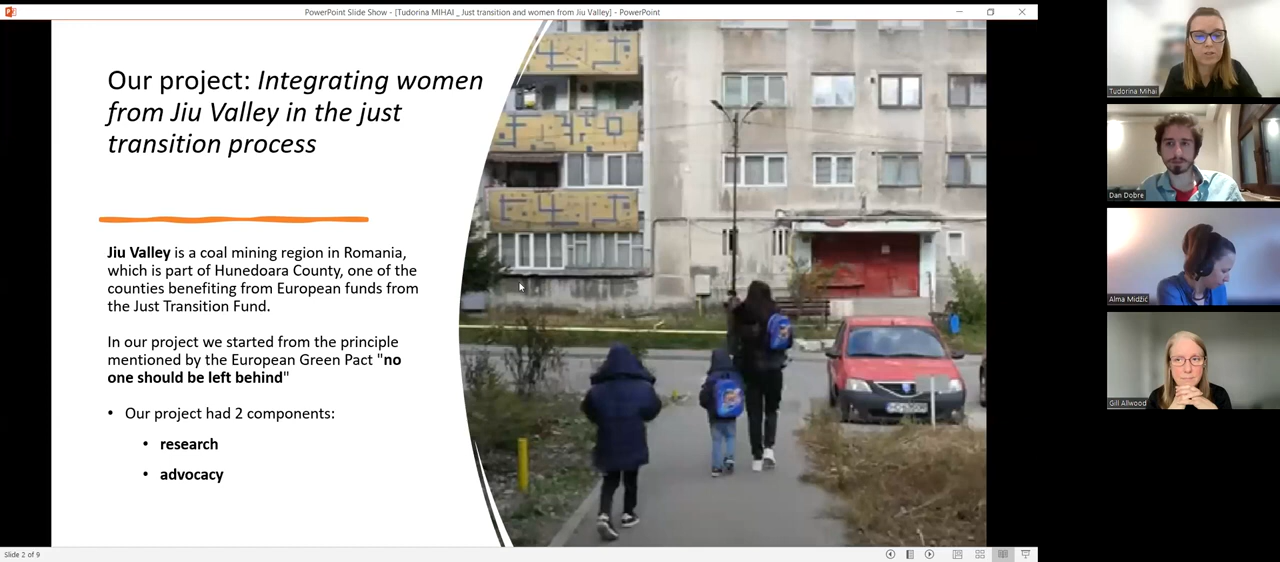 PowerPoint Slide Show - [Tudorina MIHAI _ Just transition and women from Jiu Valley] - PowerPoint
Our project: Integrating women
from Jiu Valley in the just
transition process
Jiu Valley is a coal mining region in Romania,
which is part of Hunedoara County, one of the
counties benefiting from European funds from
the Just Transition Fund.
In our project we started from the principle
mentioned by the European Green Pact "no
one should be left behind"
• Our project had 2 components:
• research
• advocacy
Slide 2 of 9
Tudorina Mihai
Dan Dobre
Alma Midžić
Gill Allwood